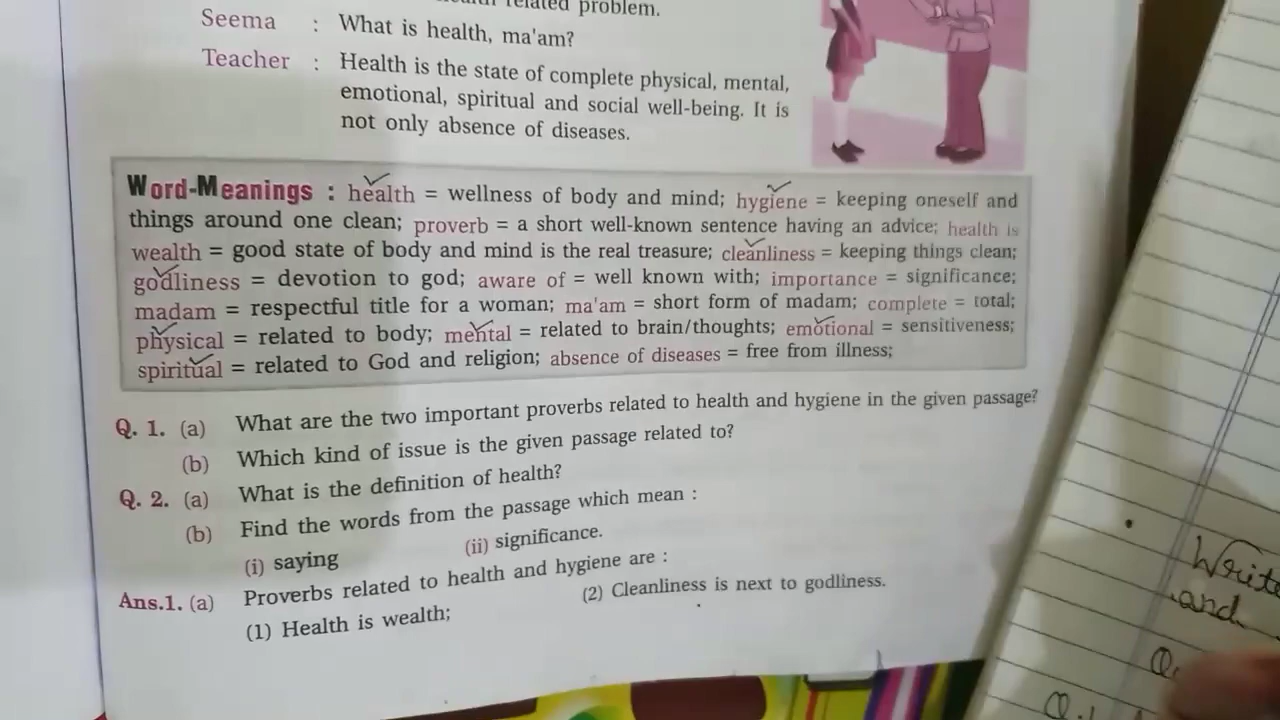 related problem.
Seema : What is health, ma'am?
Teacher : Health is the state of complete physical, mental,
emotional, spiritual and social well-being. It is
not only absence of diseases.
Word-Meanings : health = wellness of body and mind; hygiene = keeping oneself and
things around one clean; proverb = a short well-known sentence having an advice; health is
wealth = good state of body and mind is the real treasure; cleanliness = keeping things clean;
godliness = devotion to god; aware of = well known with; importance = significance;
madam = respectful title for a woman; ma'am = short form of madam; complete = total;
physical = related to body; mental = related to brain/thoughts; emotional = sensitiveness;
spiritual = related to God and religion; absence of diseases = free from illness;
Q. 1. (a) What are the two important proverbs related to health and hygiene in the given passage?
(b) Which kind of issue is the given passage related to?
Q. 2. (a) What is the definition of health?
(b) Find the words from the passage which mean :
(i) saying (ii) significance.
Ans.1. (a) Proverbs related to health and hygiene are :
(1) Health is wealth; (2) Cleanliness is next to godliness.
Write
and